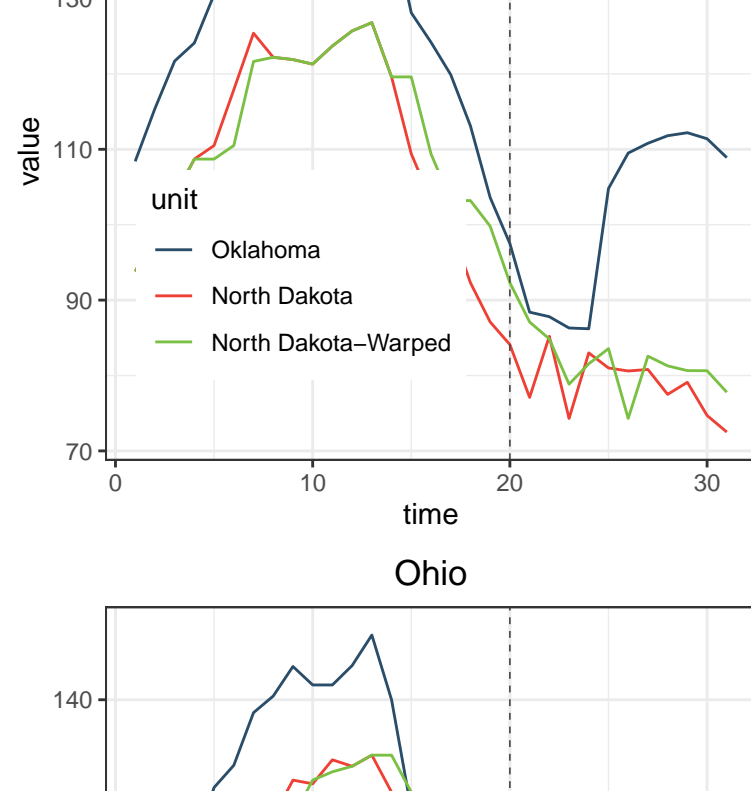 130
110
90
70
value
unit
Oklahoma
North Dakota
North Dakota–Warped
0 10 20 30
time
Ohio
140